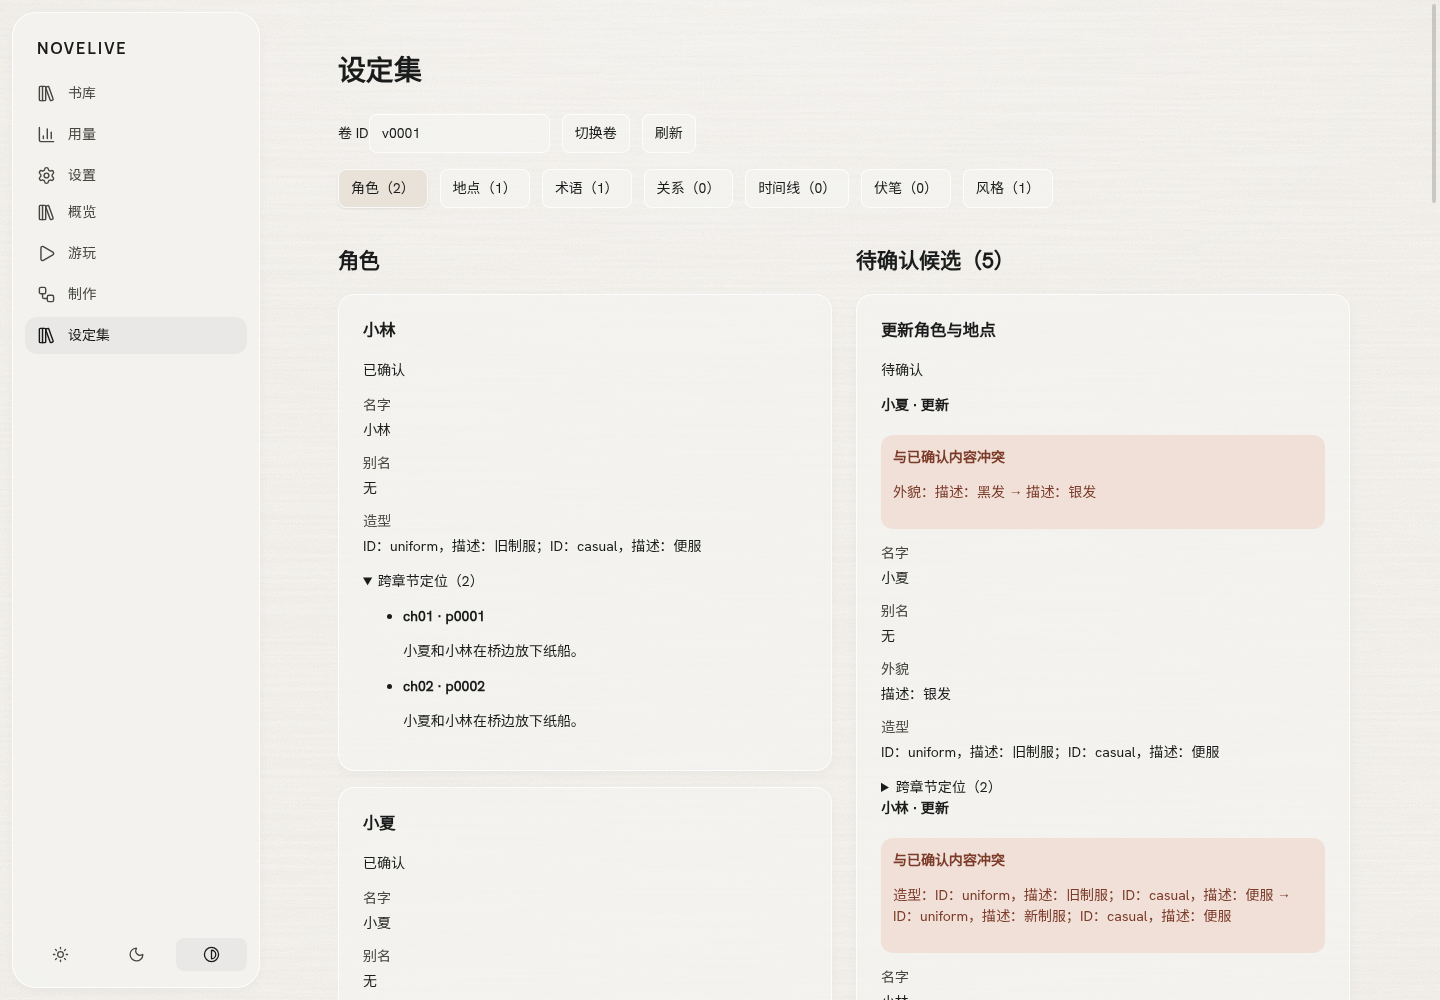 NOVELIVE
书库
用量
设置
概览
游玩
制作
设定集
设定集
卷 ID v0001 切换卷 刷新
角色（2） 地点（1） 术语（1） 关系（0） 时间线（0） 伏笔（0） 风格（1）
角色
小林
已确认
名字
小林
别名
无
造型
ID：uniform，描述：旧制服；ID：casual，描述：便服
▼ 跨章节定位（2）
• ch01 · p0001
小夏和小林在桥边放下纸船。
• ch02 · p0002
小夏和小林在桥边放下纸船。
小夏
已确认
名字
小夏
别名
无
待确认候选（5）
更新角色与地点
待确认
小夏 · 更新
与已确认内容冲突
外貌：描述：黑发 → 描述：银发
名字
小夏
别名
无
外貌
描述：银发
造型
ID：uniform，描述：旧制服；ID：casual，描述：便服
▶ 跨章节定位（2）
小林 · 更新
与已确认内容冲突
造型：ID：uniform，描述：旧制服；ID：casual，描述：便服 →
ID：uniform，描述：新制服；ID：casual，描述：便服
名字